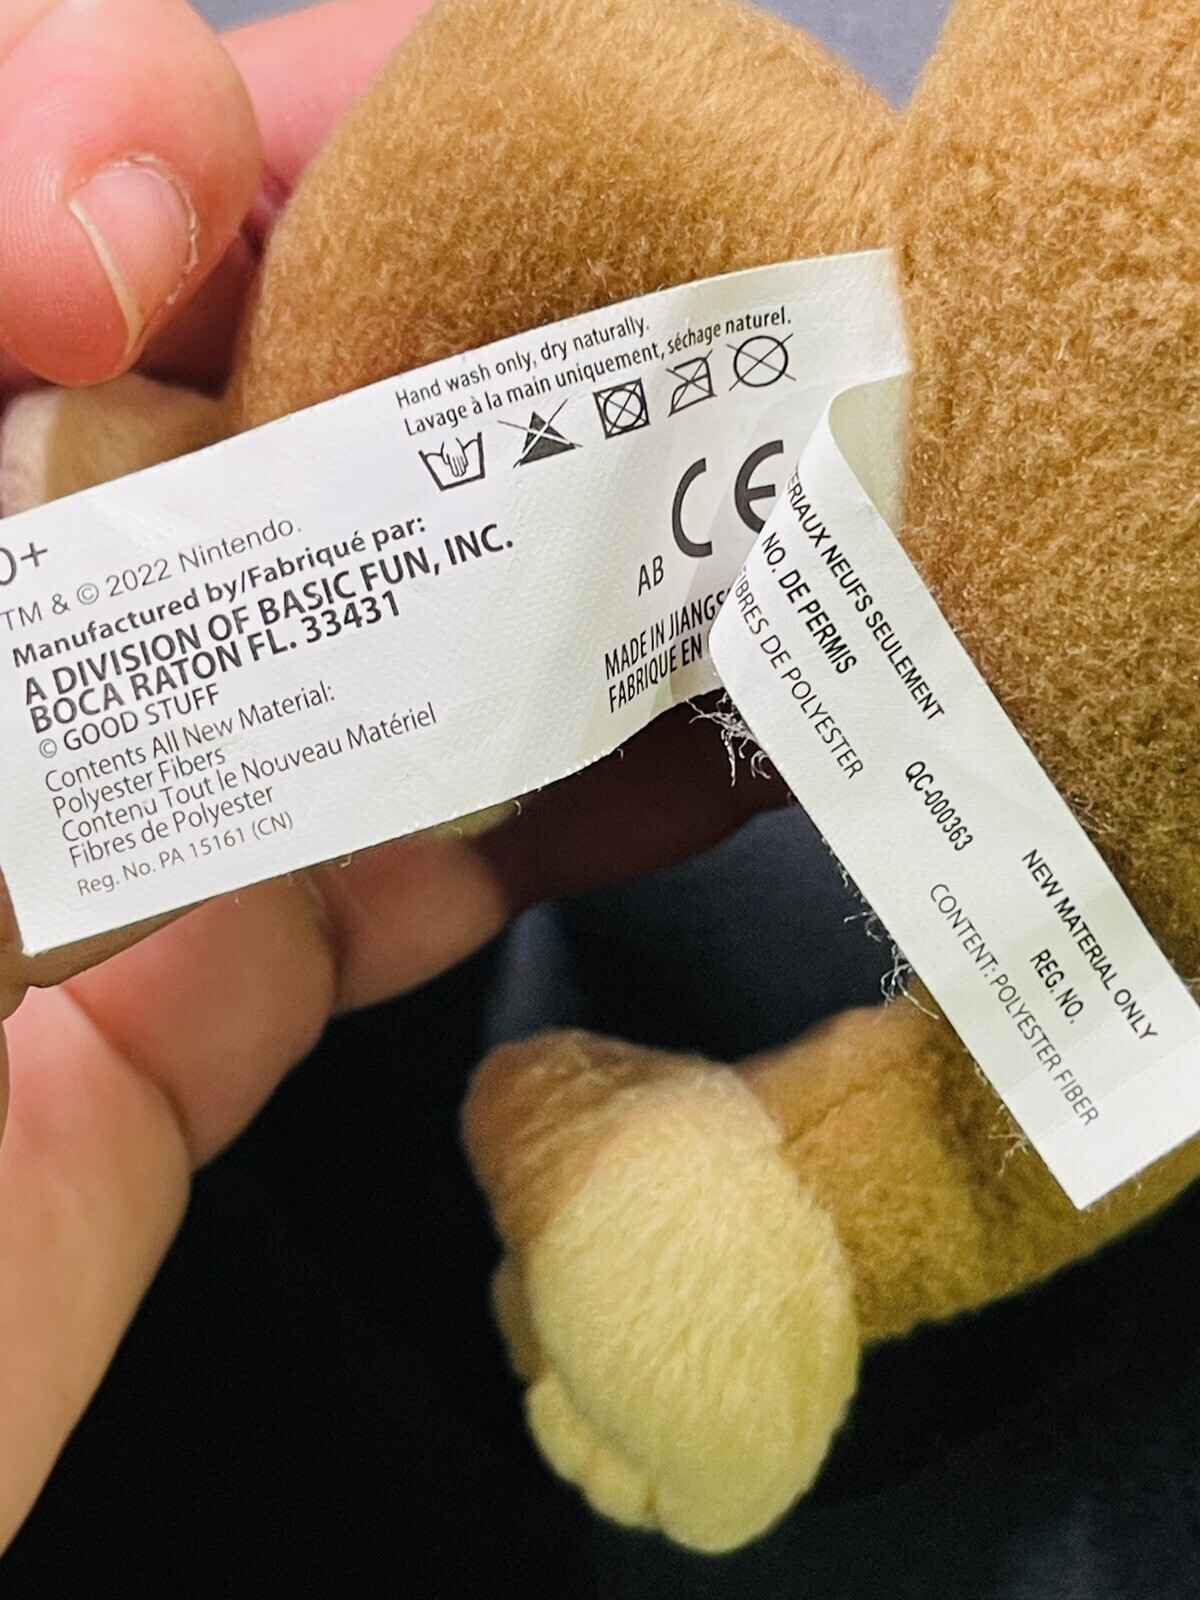 Hand wash only, dry naturally.
Lavage à la main uniquement, séchage naturel.
0+
TM & © 2022 Nintendo.
Manufactured by/Fabriqué par:
A DIVISION OF BASIC FUN, INC.
BOCA RATON FL. 33431
© GOOD STUFF
Contents All New Material:
Polyester Fibers
Contenu Tout le Nouveau Matériel
Fibres de Polyester
Reg. No. PA 15161 (CN)
AB CE
MADE IN
FABRIQUE EN
NEUFS SEULEMENT
NO. DE PERMIS
DE POLYESTER
QC-000363
NEW MATERIAL ONLY
REG. NO.
CONTENT: POLYESTER FIBER